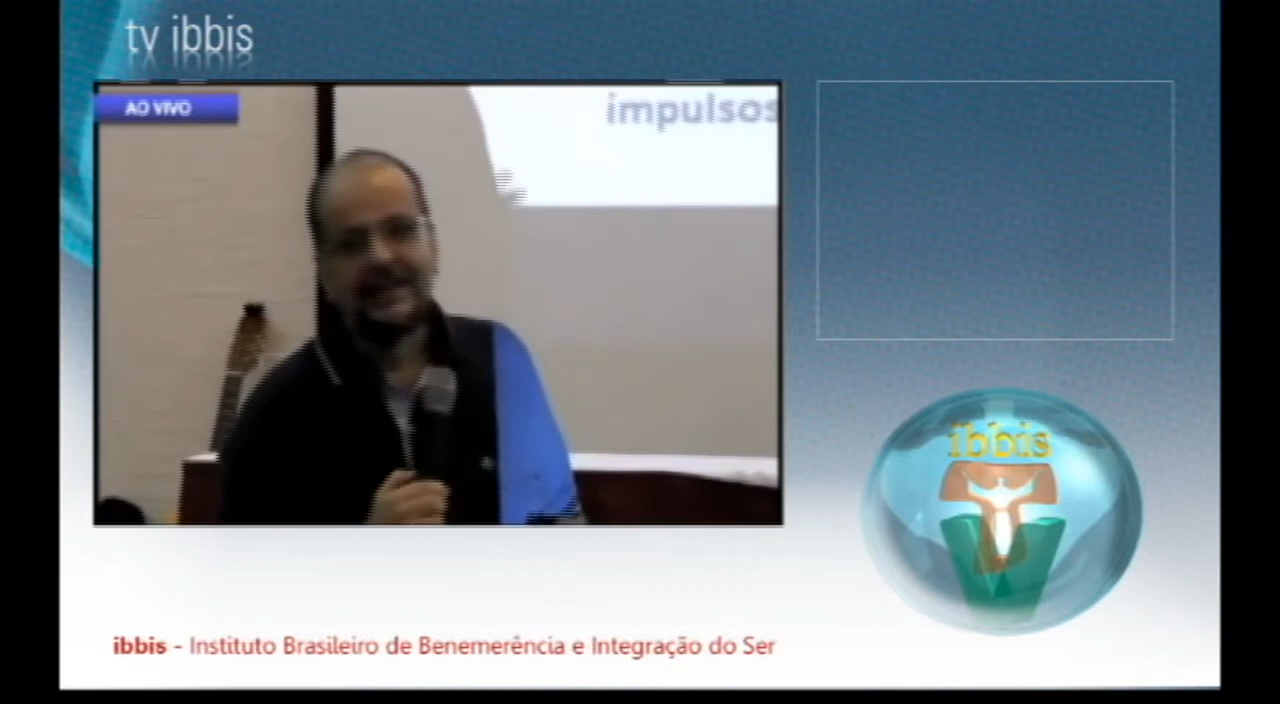 tv ibbis
AO VIVO
impulsos
ibbis
ibbis - Instituto Brasileiro de Benemerência e Integração do Ser